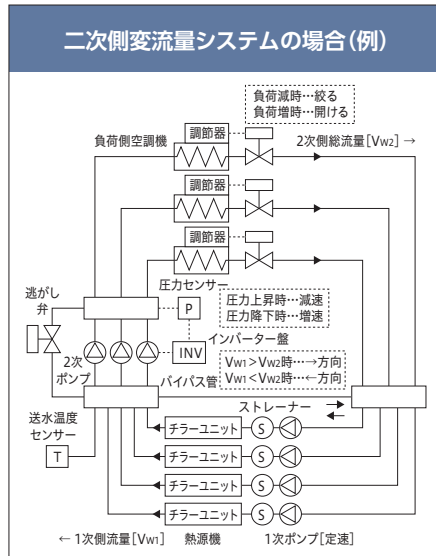 二次側変流量システムの場合(例)
負荷減時…絞る
負荷増時…開ける
調節器
負荷側空調機
2次側総流量[VW2]→
調節器
調節器
圧力センサー
逃がし
弁
P
圧力上昇時…減速
圧力降下時…増速
インバーター盤
INV
2次
ポンプ
VW1>VW2時…→方向
VW1<VW2時…←方向
バイパス管
ストレーナー
送水温度
センサー
T
チラーユニット
S
チラーユニット
S
チラーユニット
S
チラーユニット
S
←1次側流量[VW1]
熱源機
1次ポンプ[定速]